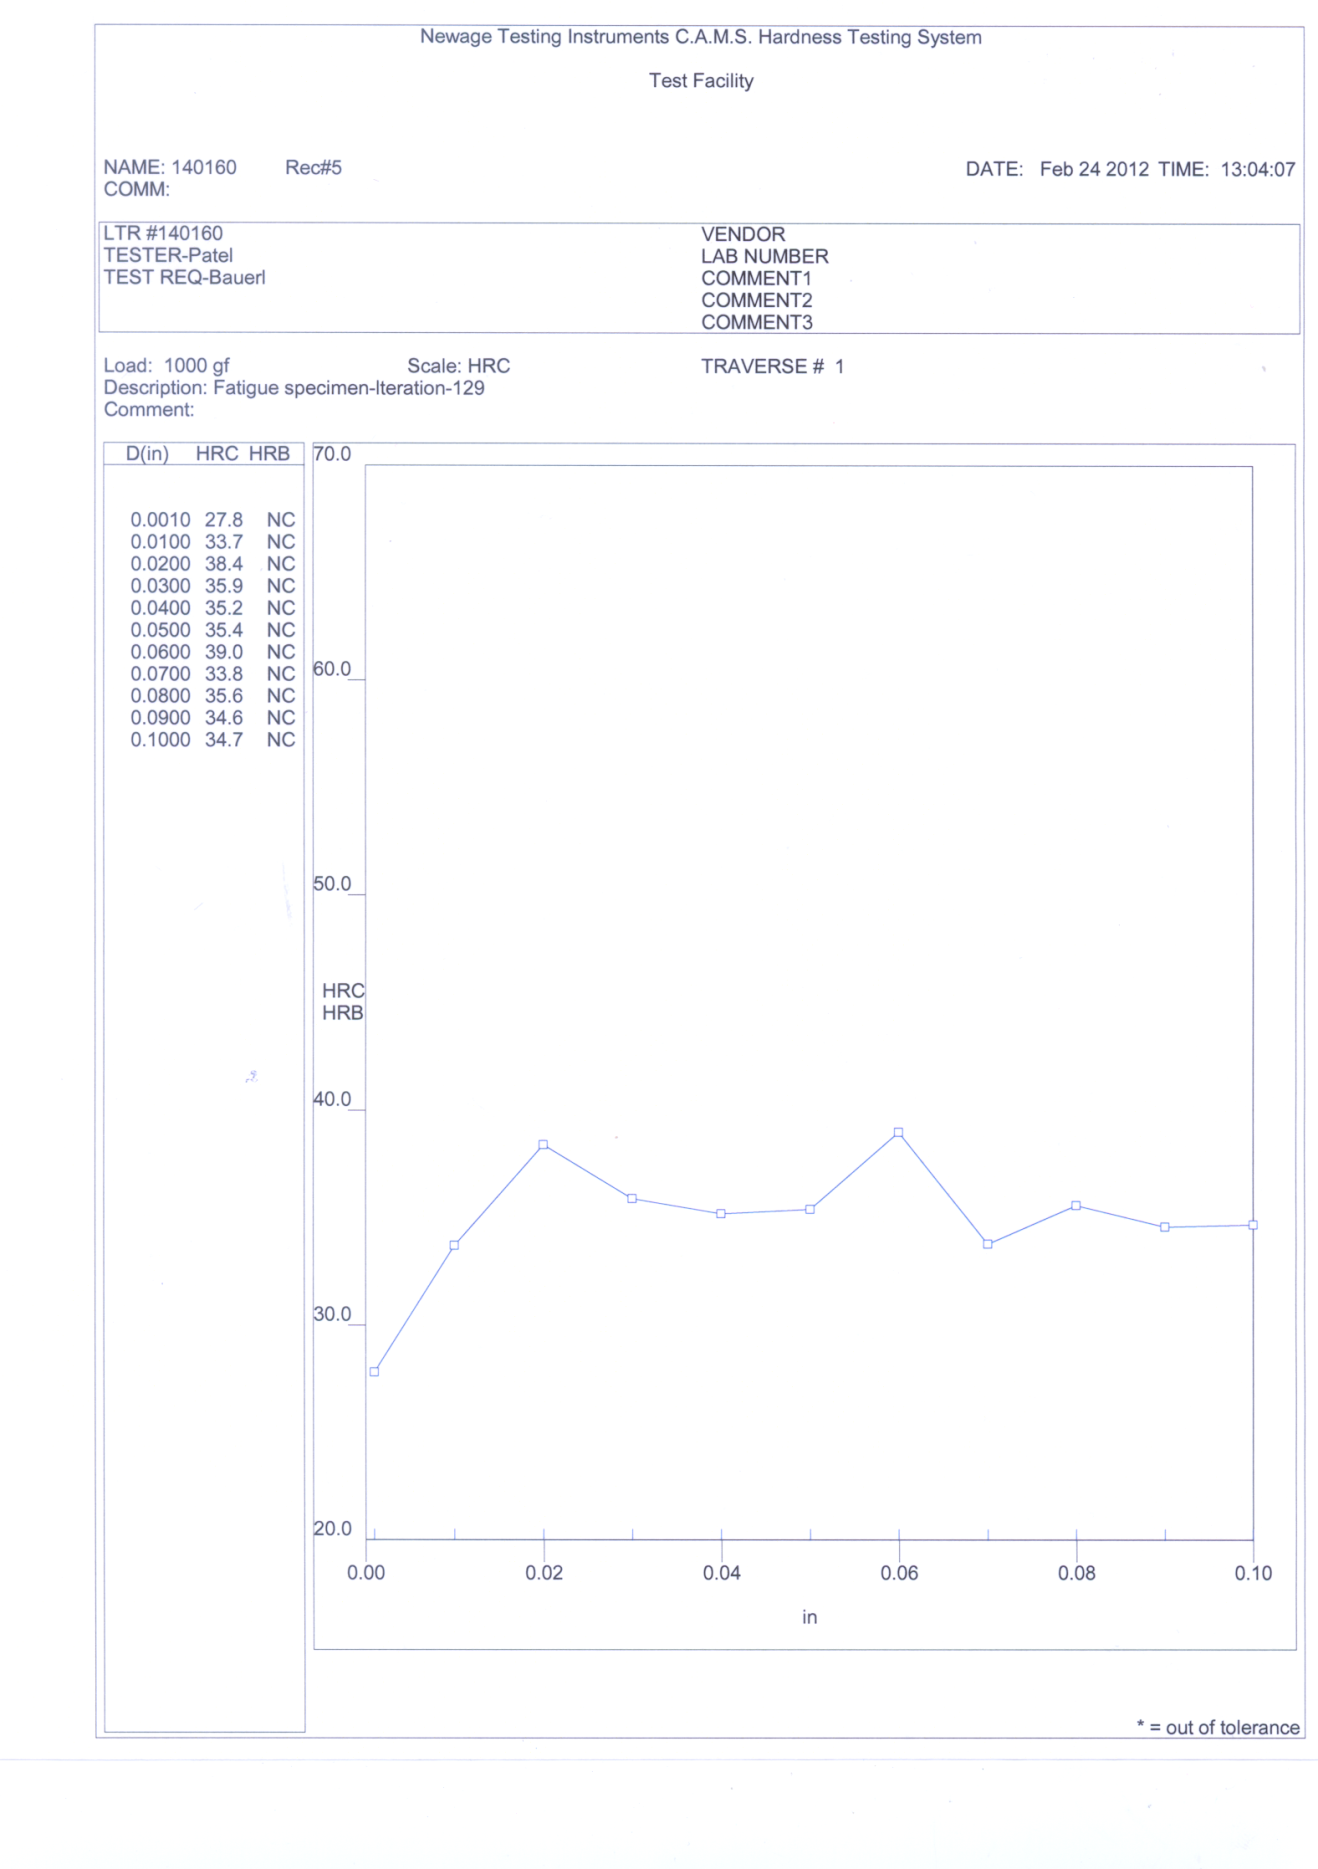 Newage Testing Instruments C.A.M.S. Hardness Testing System
Test Facility
NAME: 140160 Rec#5 DATE: Feb 24 2012 TIME: 13:04:07
COMM:
LTR #140160 VENDOR
TESTER-Patel LAB NUMBER
TEST REQ-Bauerl COMMENT1
COMMENT2
COMMENT3
Load: 1000 gf Scale: HRC TRAVERSE # 1
Description: Fatigue specimen-Iteration-129
Comment:
D(in) HRC HRB
0.0010 27.8 NC
0.0100 33.7 NC
0.0200 38.4 NC
0.0300 35.9 NC
0.0400 35.2 NC
0.0500 35.4 NC
0.0600 39.0 NC
0.0700 33.8 NC
0.0800 35.6 NC
0.0900 34.6 NC
0.1000 34.7 NC
70.0
60.0
50.0
HRC
HRB
40.0
30.0
20.0
0.00 0.02 0.04 0.06 0.08 0.10
in
* = out of tolerance